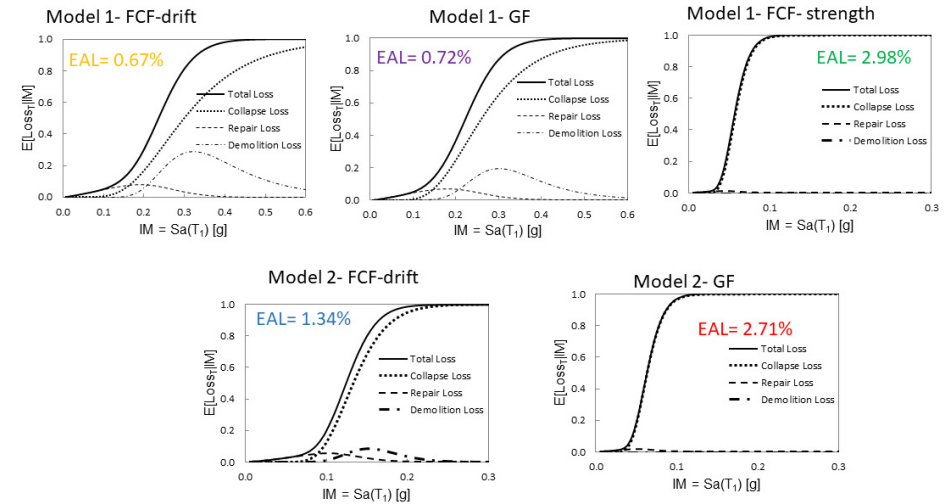 Model 1- FCF-drift
EAL= 0.67%
E[Loss_T|IM]
1.0
0.8
0.6
0.4
0.2
0.0
Total Loss
Collapse Loss
Repair Loss
Demolition Loss
0.0 0.1 0.2 0.3 0.4 0.5 0.6
IM = Sa(T₁) [g]
Model 1- GF
EAL= 0.72%
E[Loss_T|IM]
1.0
0.8
0.6
0.4
0.2
0.0
Total Loss
Collapse Loss
Repair Loss
Demolition Loss
0.0 0.1 0.2 0.3 0.4 0.5 0.6
IM = Sa(T₁) [g]
Model 1- FCF- strength
EAL= 2.98%
E[Loss_T|IM]
1.0
0.8
0.6
0.4
0.2
0.0
Total Loss
Collapse Loss
Repair Loss
Demolition Loss
0.0 0.1 0.2 0.3
IM = Sa(T₁) [g]
Model 2- FCF-drift
EAL= 1.34%
E[Loss_T|IM]
1.0
0.8
0.6
0.4
0.2
0.0
Total Loss
Collapse Loss
Repair Loss
Demolition Loss
0.0 0.1 0.2 0.3
IM = Sa(T₁) [g]
Model 2- GF
EAL= 2.71%
E[Loss_T|IM]
1.0
0.8
0.6
0.4
0.2
0.0
Total Loss
Collapse Loss
Repair Loss
Demolition Loss
0.0 0.1 0.2 0.3
IM = Sa(T₁) [g]